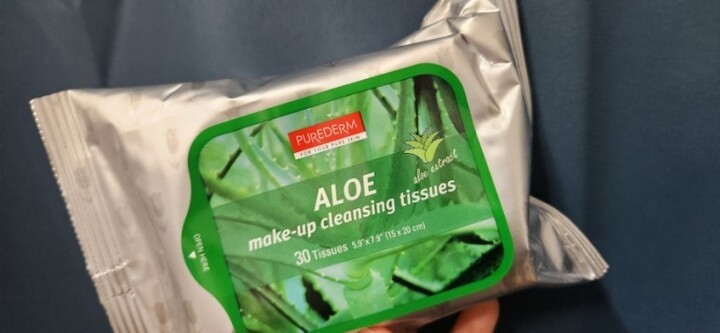 PUREDERM
FOR YOUR PURE SKIN
ALOE
aloe extract
make-up cleansing tissues
30 Tissues 5.9"x7.9" (15 x 20 cm)
OPEN HERE